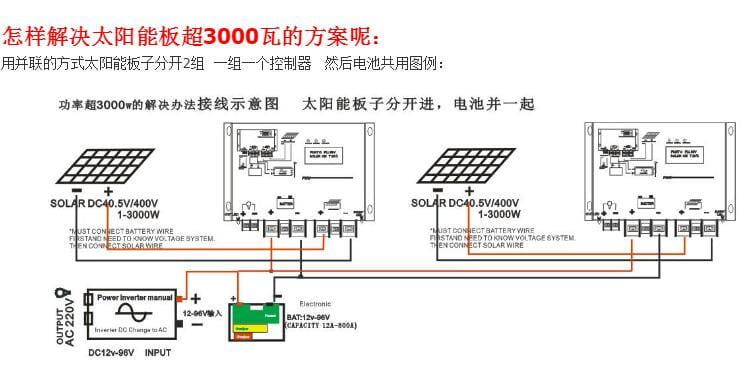 怎样解决太阳能板超3000瓦的方案呢：
用并联的方式太阳能板子分开2组 一组一个控制器 然后电池共用图例：
功率超3000w的解决办法接线示意图 太阳能板子分开进，电池并一起
SOLAR DC40.5V/400V
1-3000W
*MUST CONNECT BATTERY WIRE
FIRSTAND NEED TO KNOW VOLTAGE SYSTEM.
THEN CONNECT SOLAR WIRE
SOLAR DC40.5V/400V
1-3000W
*MUST CONNECT BATTERY WIRE
FIRSTAND NEED TO KNOW VOLTAGE SYSTEM.
THEN CONNECT SOLAR WIRE
OUTPUT
AC 220V
Power Inverter manual
Inverter DC Change to AC
DC12v-96V INPUT
12-96V输入
Electronic
BAT:12v-96V
(CAPACITY 12A-800A)